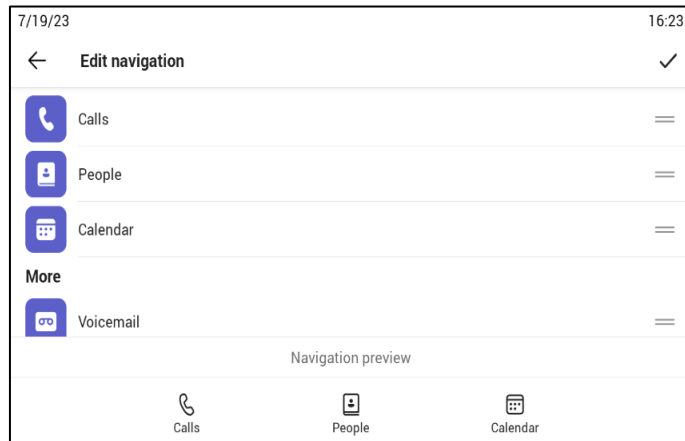 7/19/23 16:23
Edit navigation
Calls
People
Calendar
More
Voicemail
Navigation preview
Calls People Calendar